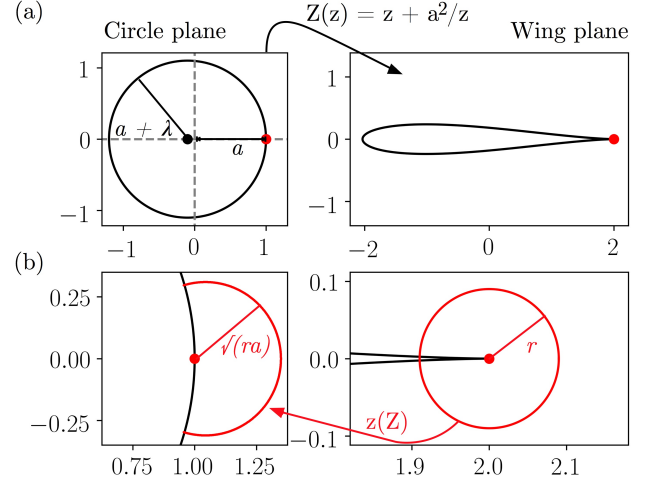 (a)
Z(z) = z + a²/z
Circle plane
Wing plane
1
0
−1
a + λ
a
−1
0
1
1
0
−1
−2
0
2
(b)
0.25
0.00
−0.25
√(ra)
0.75
1.00
1.25
0.1
0.0
−0.1
r
z(Z)
1.9
2.0
2.1